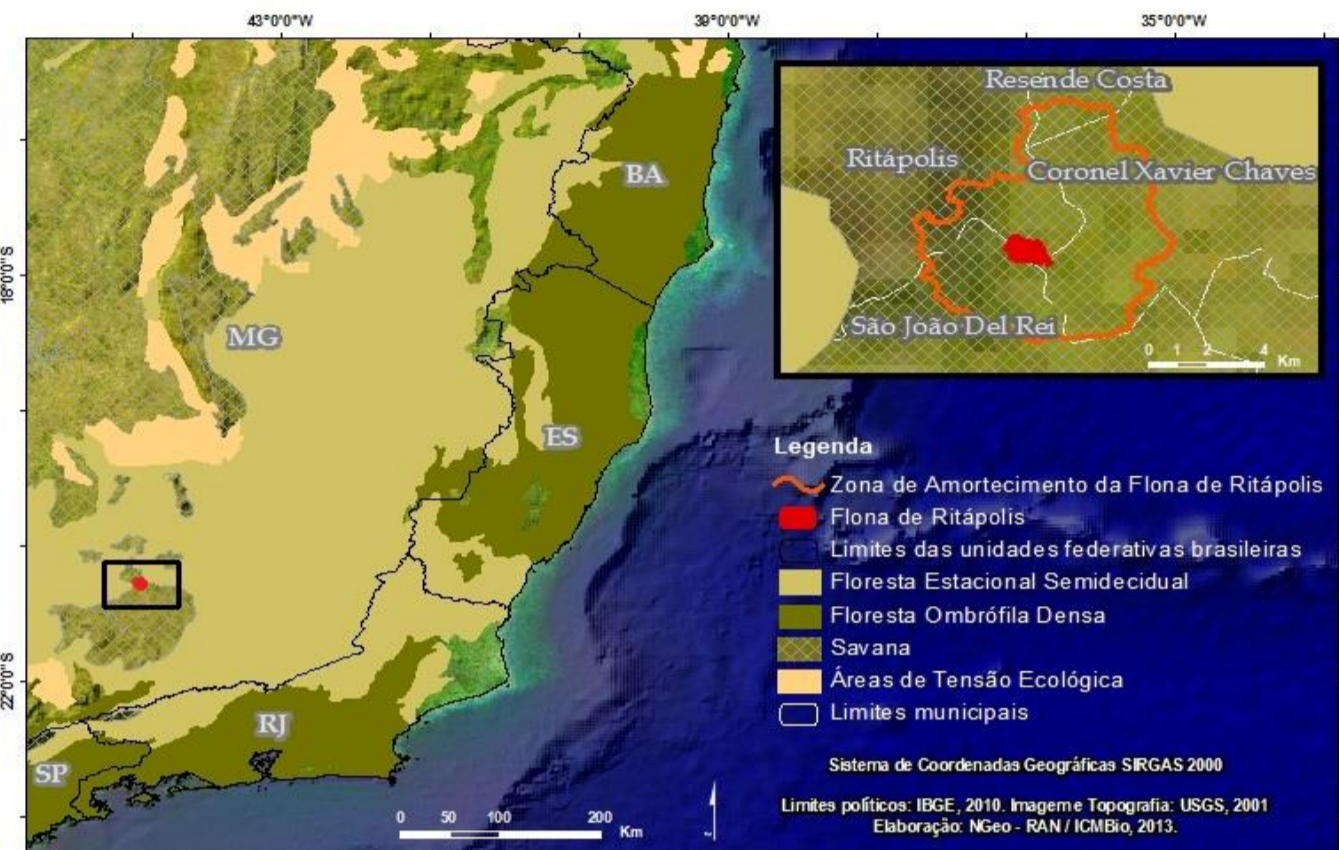 43°0'0"W
39°0'0"W
35°0'0"W
18°0'0"S
22°0'0"S
BA
MG
ES
RJ
SP
Resende Costa
Ritápolis
Coronel Xavier Chaves
São João Del Rei
0 1 2 4
Km
Legenda
Zona de Amortecimento da Flona de Ritápolis
Flona de Ritápolis
Limites das unidades federativas brasileiras
Floresta Estacional Semidecidual
Floresta Ombrófila Densa
Savana
Áreas de Tensão Ecológica
Limites municipais
Sistema de Coordenadas Geográficas SIRGAS 2000
Limites políticos: IBGE, 2010. Imagem e Topografia: USGS, 2001
Elaboração: NGeo - RAN / ICMBio, 2013.
0 50 100 200
Km